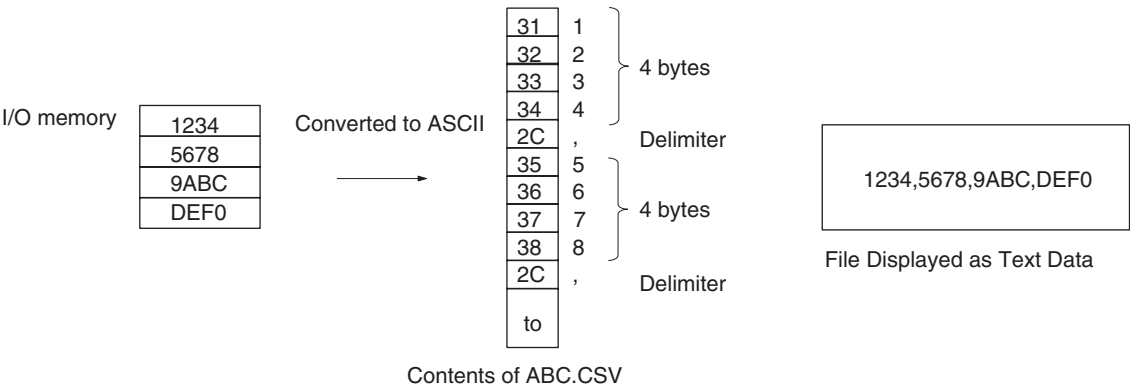 I/O memory
1234
5678
9ABC
DEF0
Converted to ASCII
31 1
32 2
33 3
34 4
4 bytes
2C ,
Delimiter
35 5
36 6
37 7
38 8
4 bytes
2C ,
Delimiter
to
Contents of ABC.CSV
1234,5678,9ABC,DEF0
File Displayed as Text Data